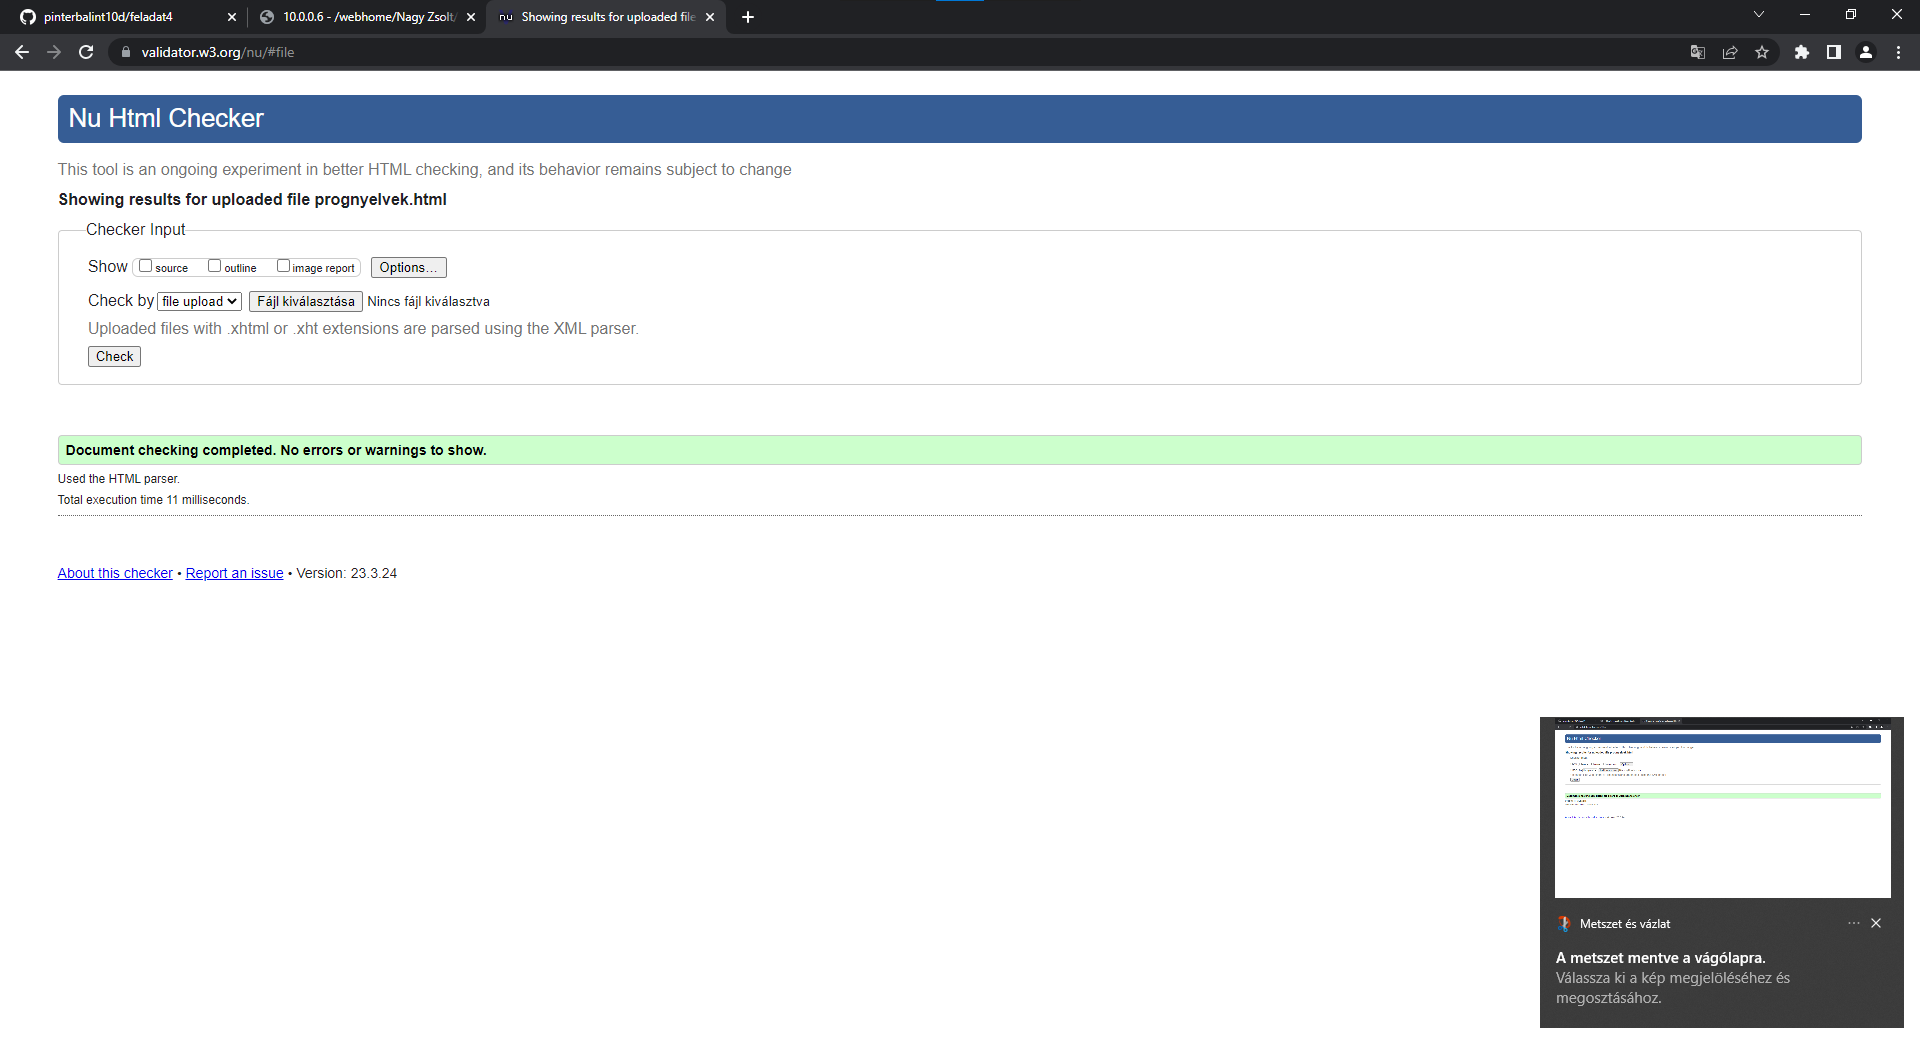 pinterbalint10d/feladat4
10.0.0.6 - /webhome/Nagy Zsolt/
nu Showing results for uploaded file
validator.w3.org/nu/#file
Nu Html Checker
This tool is an ongoing experiment in better HTML checking, and its behavior remains subject to change
Showing results for uploaded file prognyelvek.html
Checker Input
Show source outline image report Options...
Check by file upload Fájl kiválasztása Nincs fájl kiválasztva
Uploaded files with .xhtml or .xht extensions are parsed using the XML parser.
Check
Document checking completed. No errors or warnings to show.
Used the HTML parser.
Total execution time 11 milliseconds.
About this checker • Report an issue • Version: 23.3.24
Metszet és vázlat
A metszet mentve a vágólapra.
Válassza ki a kép megjelöléséhez és
megosztásához.